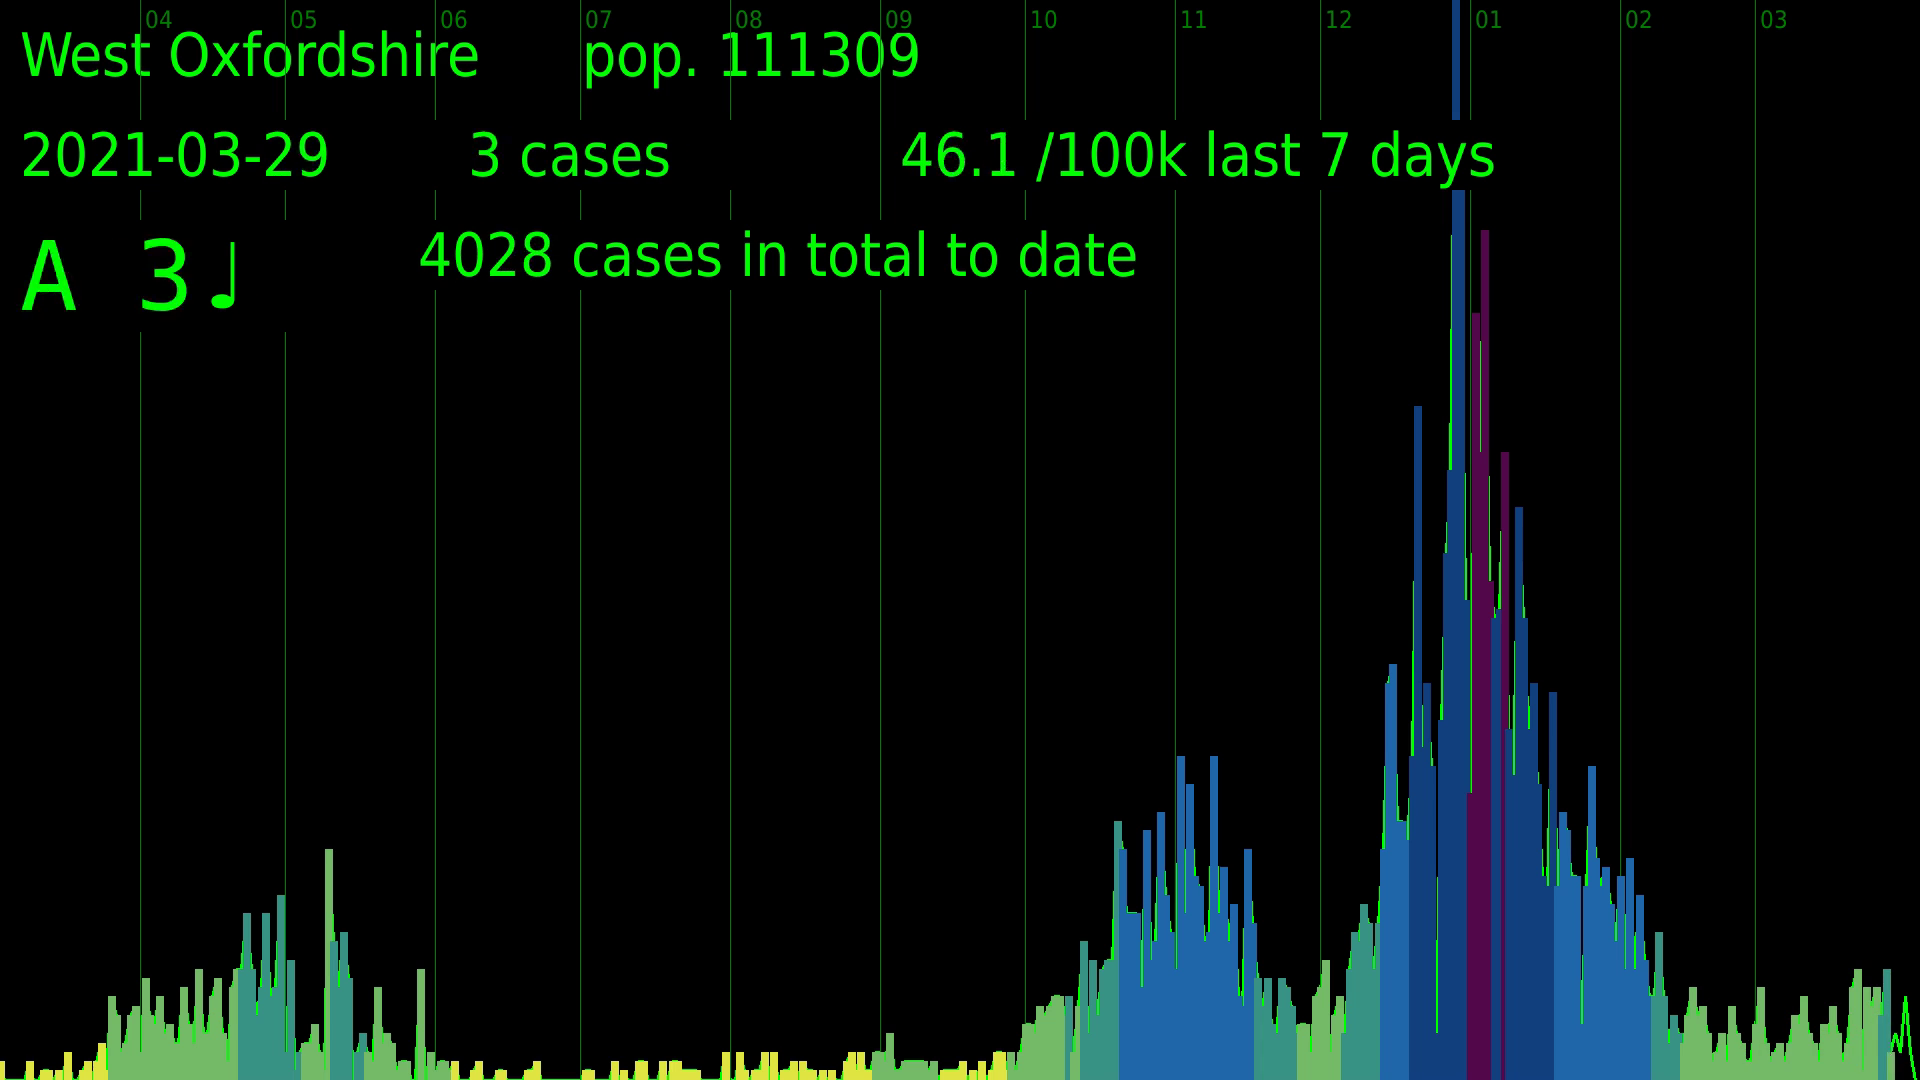 04 05 06 07 08 09 10 11 12 01 02 03
West Oxfordshire pop. 111309
2021-03-29 3 cases 46.1 /100k last 7 days
A 3♩ 4028 cases in total to date